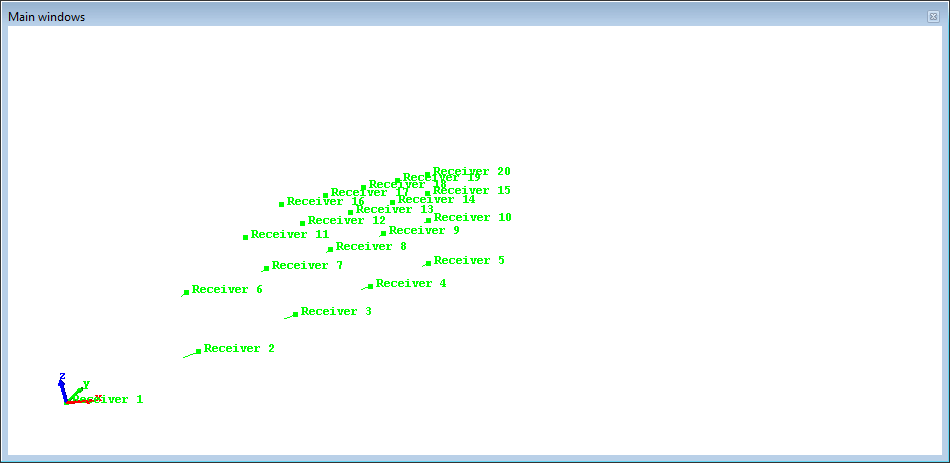 Main windows
Receiver 20
Receiver 19
Receiver 18
Receiver 15
Receiver 17
Receiver 14
Receiver 16
Receiver 13
Receiver 10
Receiver 12
Receiver 9
Receiver 11
Receiver 8
Receiver 5
Receiver 7
Receiver 4
Receiver 6
Receiver 3
Receiver 2
z
y
x
Receiver 1